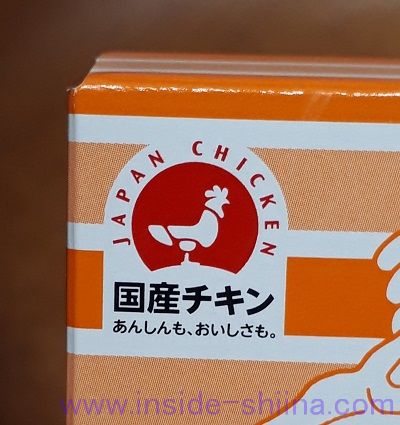 JAPAN CHICKEN
国産チキン
あんしんも、おいしさも。
www.inside-shiina.com